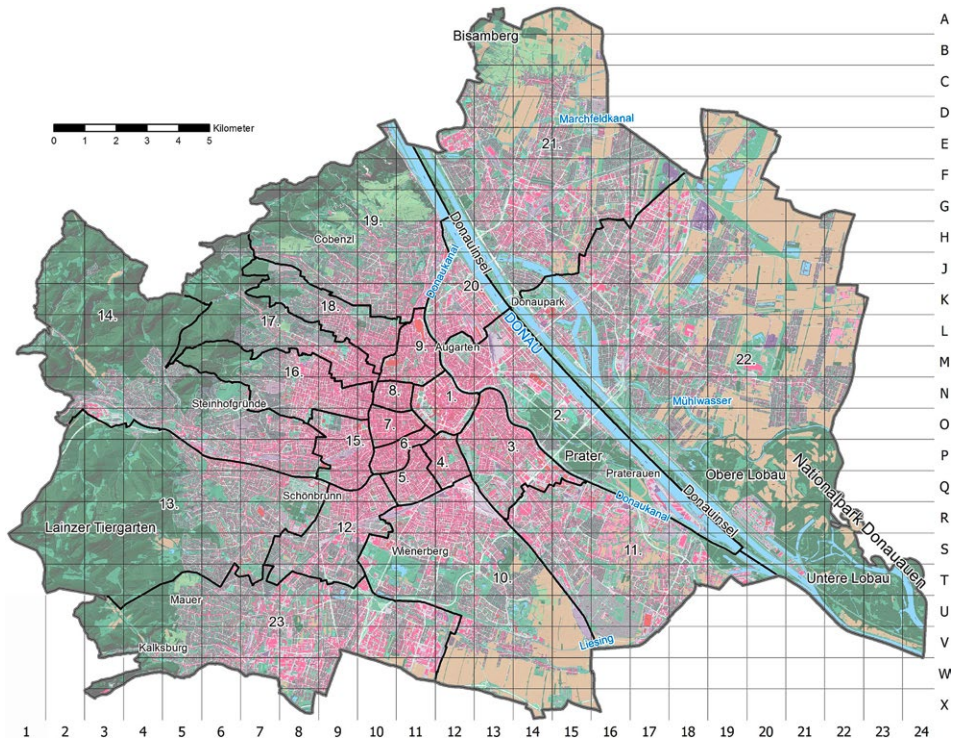 A
Bisamberg
B
C
D
Kilometer
0 1 2 3 4 5
Marchfeldkanal
E
21.
F
19.
G
Donauinsel
Cobenzl
H
Donaukanal
J
14.
20.
Donaupark
K
17.
18.
DONAU
L
9.
Augarten
22.
M
16.
8.
1.
Mühlwasser
N
Steinhofgründe
7.
2.
O
15.
6.
3.
Prater
P
4.
5.
Praterauen
Obere Lobau
Nationalpark Donauauen
Q
13.
Schönbrunn
Donaukanal
Donauinsel
R
Lainzer Tiergarten
12.
Wienerberg
11.
S
10.
Untere Lobau
T
Mauer
U
23
Kalksburg
Liesing
V
W
X
1 2 3 4 5 6 7 8 9 10 11 12 13 14 15 16 17 18 19 20 21 22 23 24